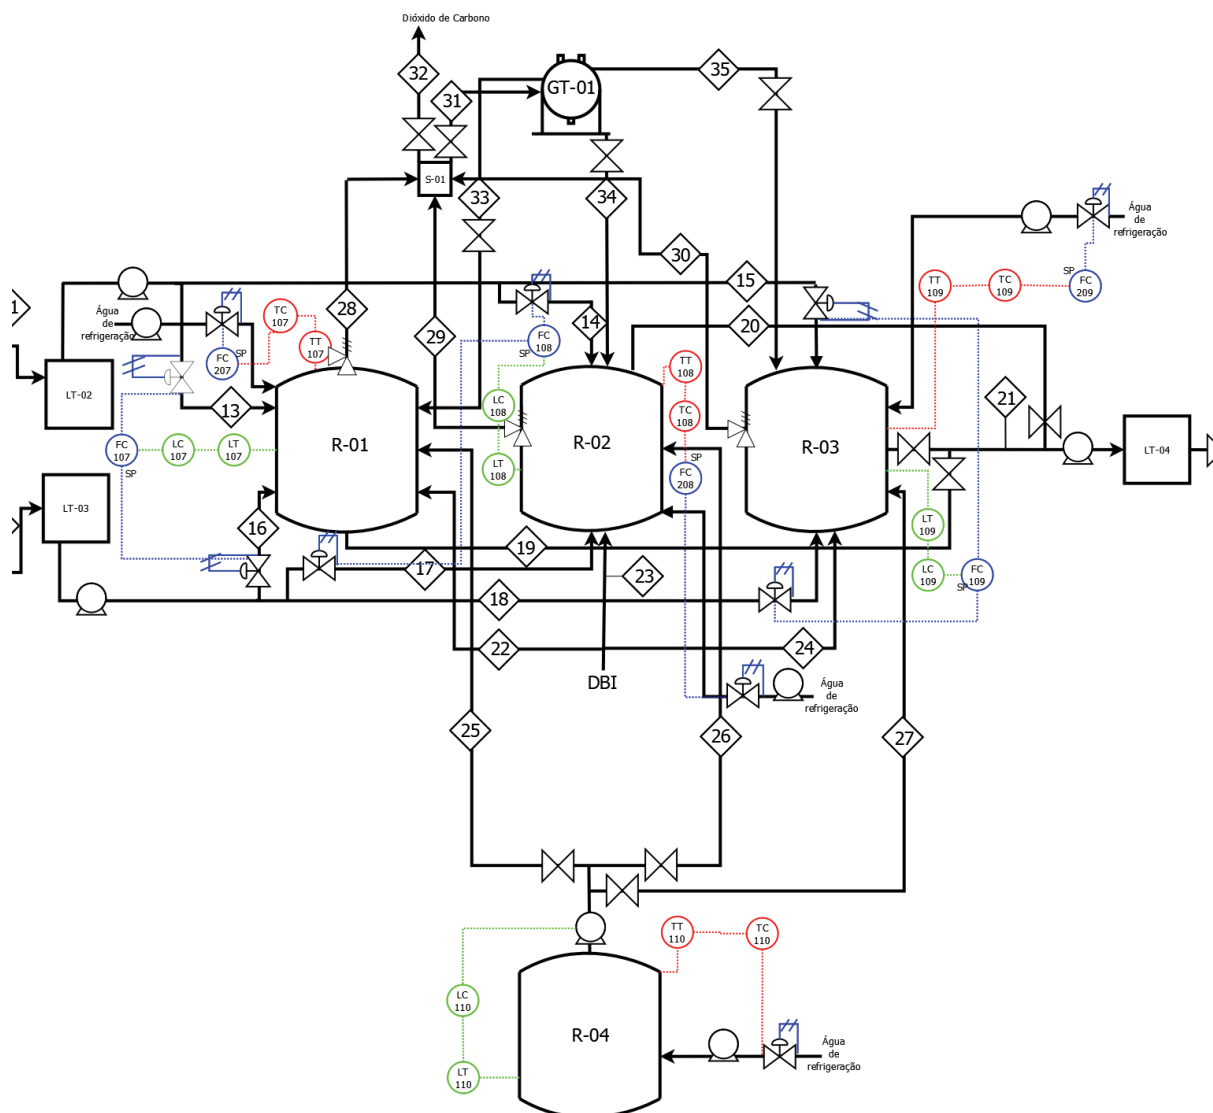 Dióxido de Carbono
32
31
GT-01
35
S-01
33
34
Água
de
refrigeração
30
15
TT
109
TC
109
SP
FC
209
1
Água
de
refrigeração
TC
107
28
29
14
20
FC
108
SP
FC
207
SP
TT
107
TT
108
LT-02
13
LC
108
TC
108
21
R-01
R-02
R-03
FC
107
SP
LC
107
LT
107
LT
108
SP
FC
208
LT-04
LT-03
16
LT
109
19
17
23
LC
109
SP
FC
109
18
22
24
DBI
Água
de
refrigeração
25
26
27
TT
110
TC
110
LC
110
R-04
LT
110
Água
de
refrigeração